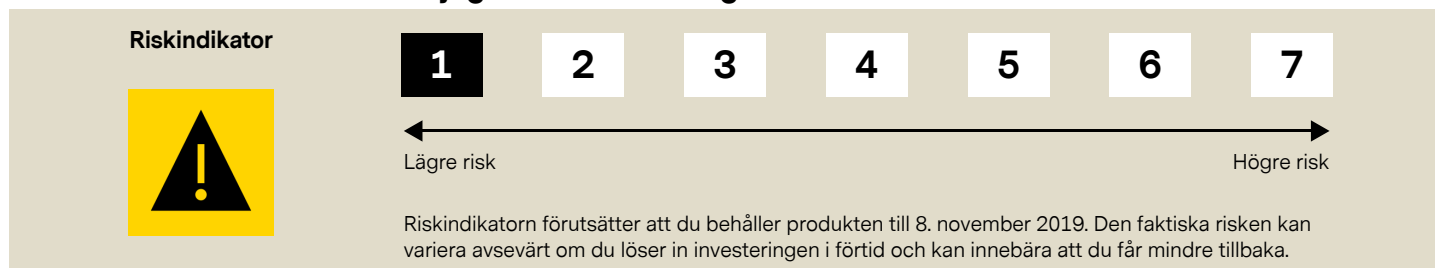 Riskindikator
1 2 3 4 5 6 7
Lägre risk Högre risk
Riskindikatorn förutsätter att du behåller produkten till 8. november 2019. Den faktiska risken kan
variera avsevärt om du löser in investeringen i förtid och kan innebära att du får mindre tillbaka.